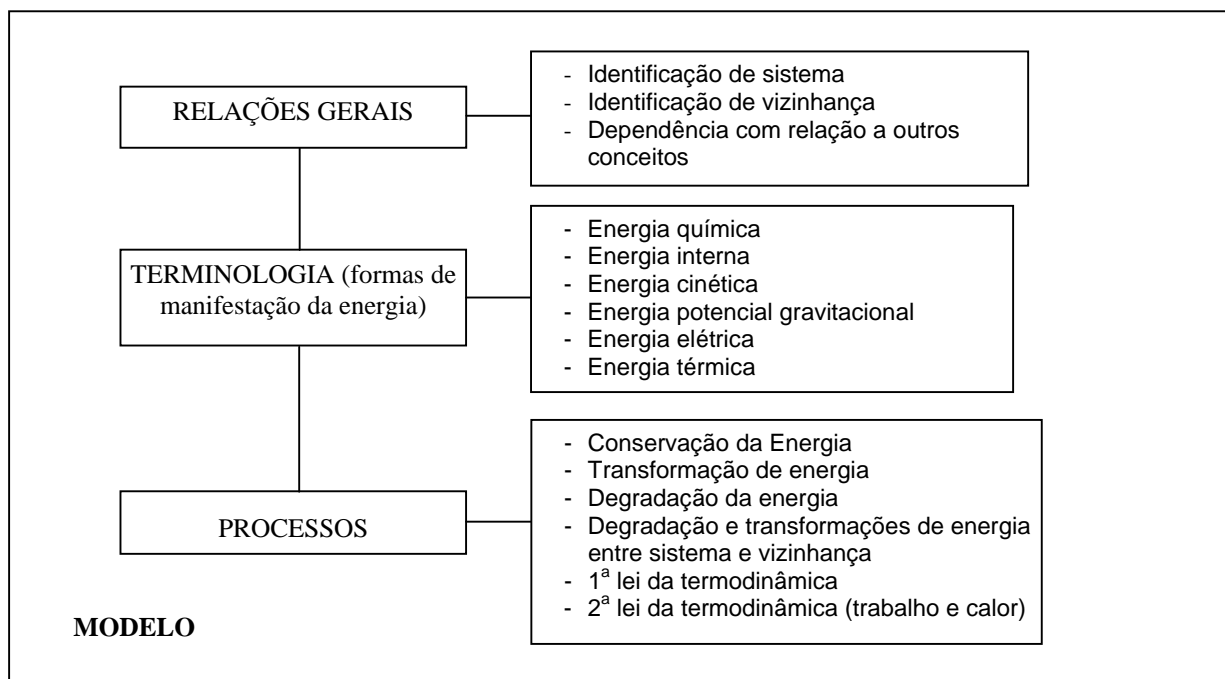 RELAÇÕES GERAIS
- Identificação de sistema
- Identificação de vizinhança
- Dependência com relação a outros
conceitos
TERMINOLOGIA (formas de
manifestação da energia)
- Energia química
- Energia interna
- Energia cinética
- Energia potencial gravitacional
- Energia elétrica
- Energia térmica
PROCESSOS
- Conservação da Energia
- Transformação de energia
- Degradação da energia
- Degradação e transformações de energia
entre sistema e vizinhança
- 1ª lei da termodinâmica
- 2ª lei da termodinâmica (trabalho e calor)
MODELO